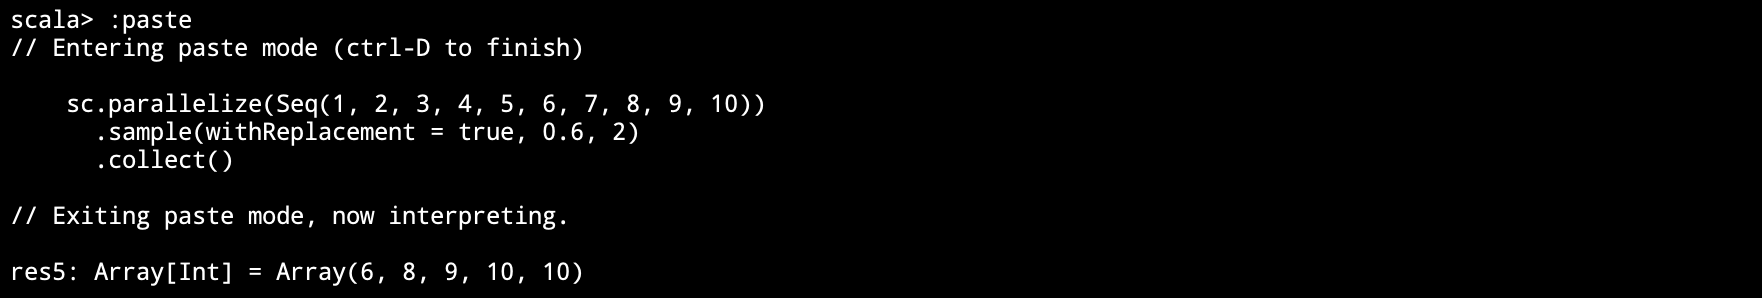 scala> :paste
// Entering paste mode (ctrl-D to finish)
sc.parallelize(Seq(1, 2, 3, 4, 5, 6, 7, 8, 9, 10))
.sample(withReplacement = true, 0.6, 2)
.collect()
// Exiting paste mode, now interpreting.
res5: Array[Int] = Array(6, 8, 9, 10, 10)